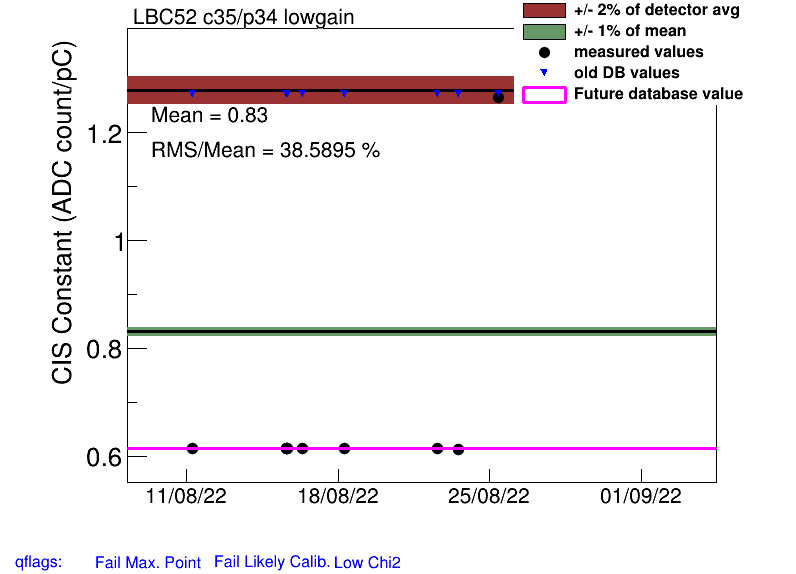 LBC52 c35/p34 lowgain
+/- 2% of detector avg
+/- 1% of mean
measured values
old DB values
Future database value
Mean = 0.83
RMS/Mean = 38.5895 %
CIS Constant (ADC count/pC)
1.2
1
0.8
0.6
11/08/22 18/08/22 25/08/22 01/09/22
qflags: Fail Max. Point Fail Likely Calib. Low Chi2